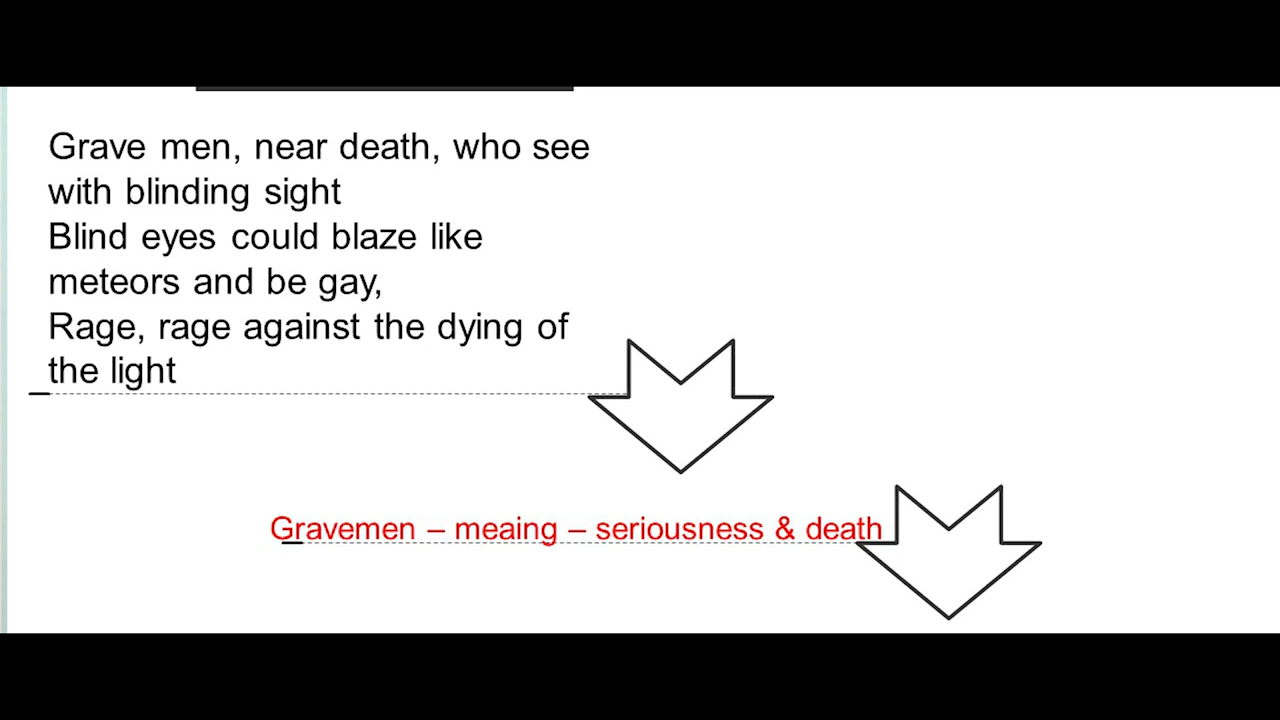 Grave men, near death, who see
with blinding sight
Blind eyes could blaze like
meteors and be gay,
Rage, rage against the dying of
the light
Gravemen – meaing – seriousness & death